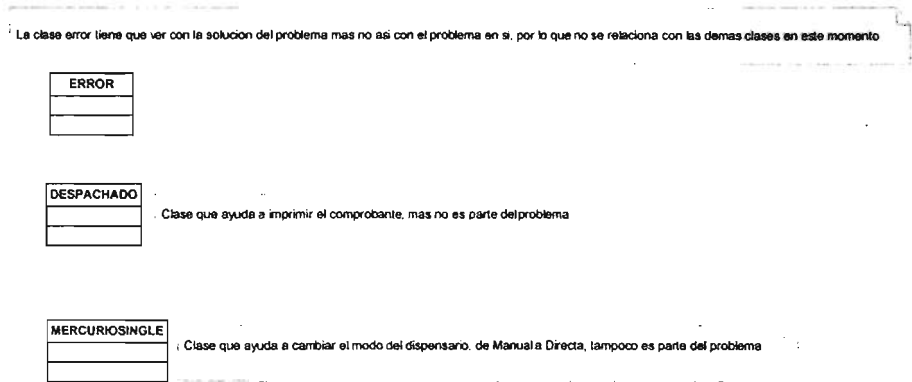 La clase error tiene que ver con la solucion del problema mas no asi con el problema en si, por lo que no se relaciona con las demas clases en este momento
ERROR
DESPACHADO
Clase que ayuda a imprimir el comprobante, mas no es parte delproblema
MERCURIOSINGLE
Clase que ayuda a cambiar el modo del dispensario, de Manual a Directa, tampoco es parte del problema